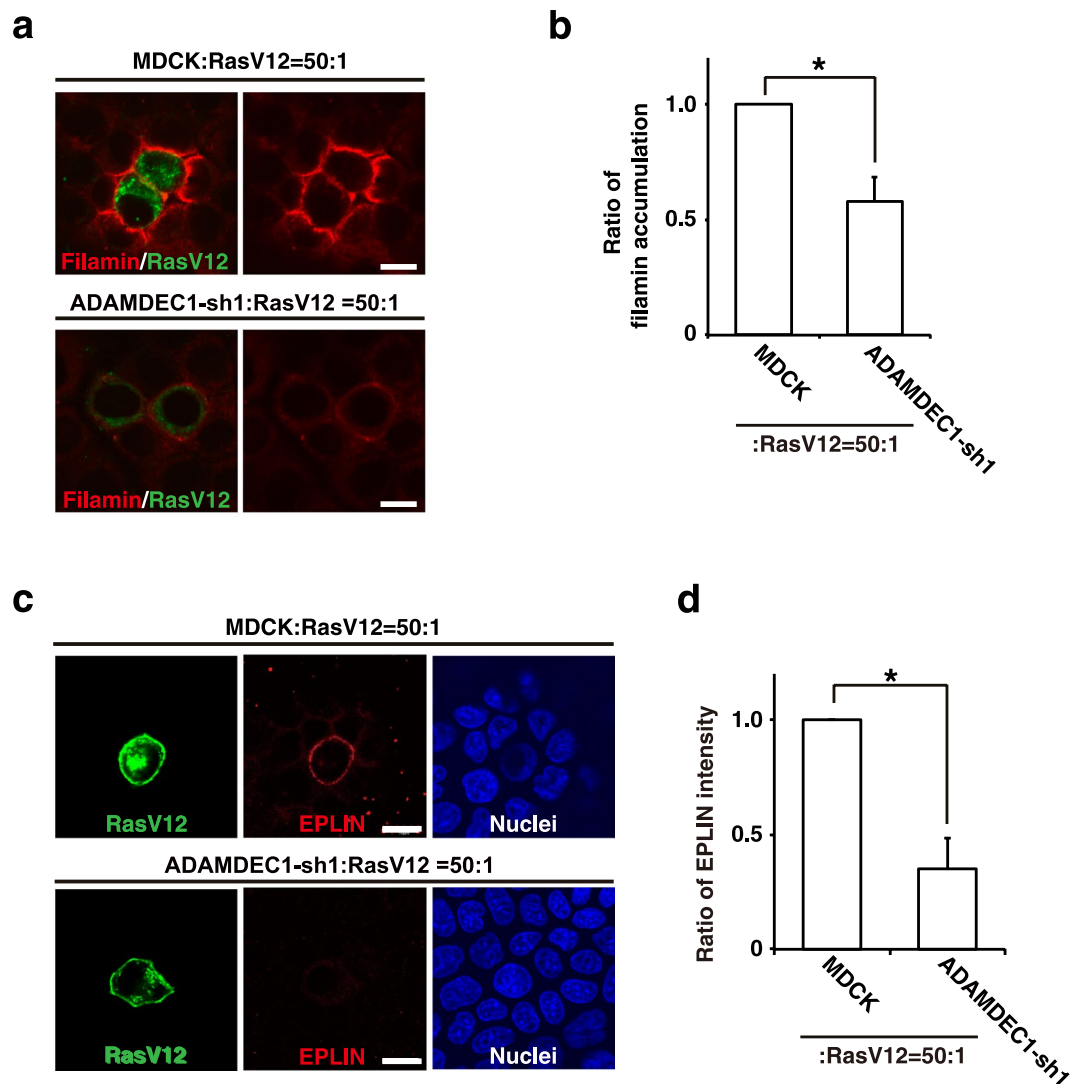 a
MDCK:RasV12=50:1
Filamin/RasV12
ADAMDEC1-sh1:RasV12 =50:1
Filamin/RasV12
b
Ratio of
filamin accumulation
1.0
0.5
0
*
MDCK
ADAMDEC1-sh1
:RasV12=50:1
c
MDCK:RasV12=50:1
RasV12
EPLIN
Nuclei
ADAMDEC1-sh1:RasV12 =50:1
RasV12
EPLIN
Nuclei
d
Ratio of EPLIN intensity
1.0
0.5
0
*
MDCK
ADAMDEC1-sh1
:RasV12=50:1